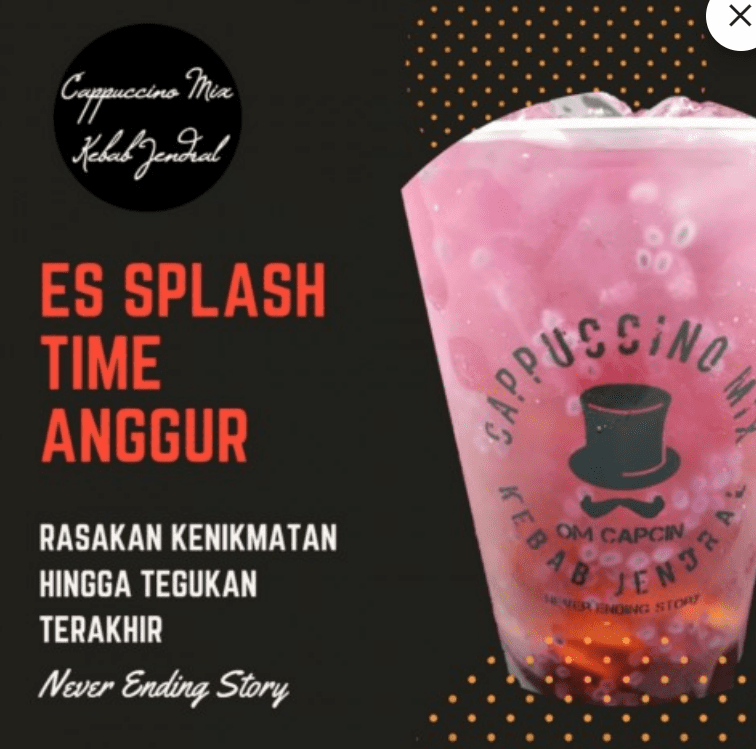 Cappuccino Mix
Kebab Jendral
ES SPLASH
TIME
ANGGUR
RASAKAN KENIKMATAN
HINGGA TEGUKAN
TERAKHIR
Never Ending Story
CAPPUCCINO MIX
OM CAPCIN
KEBAB JENDRAL
NEVER ENDING STORY